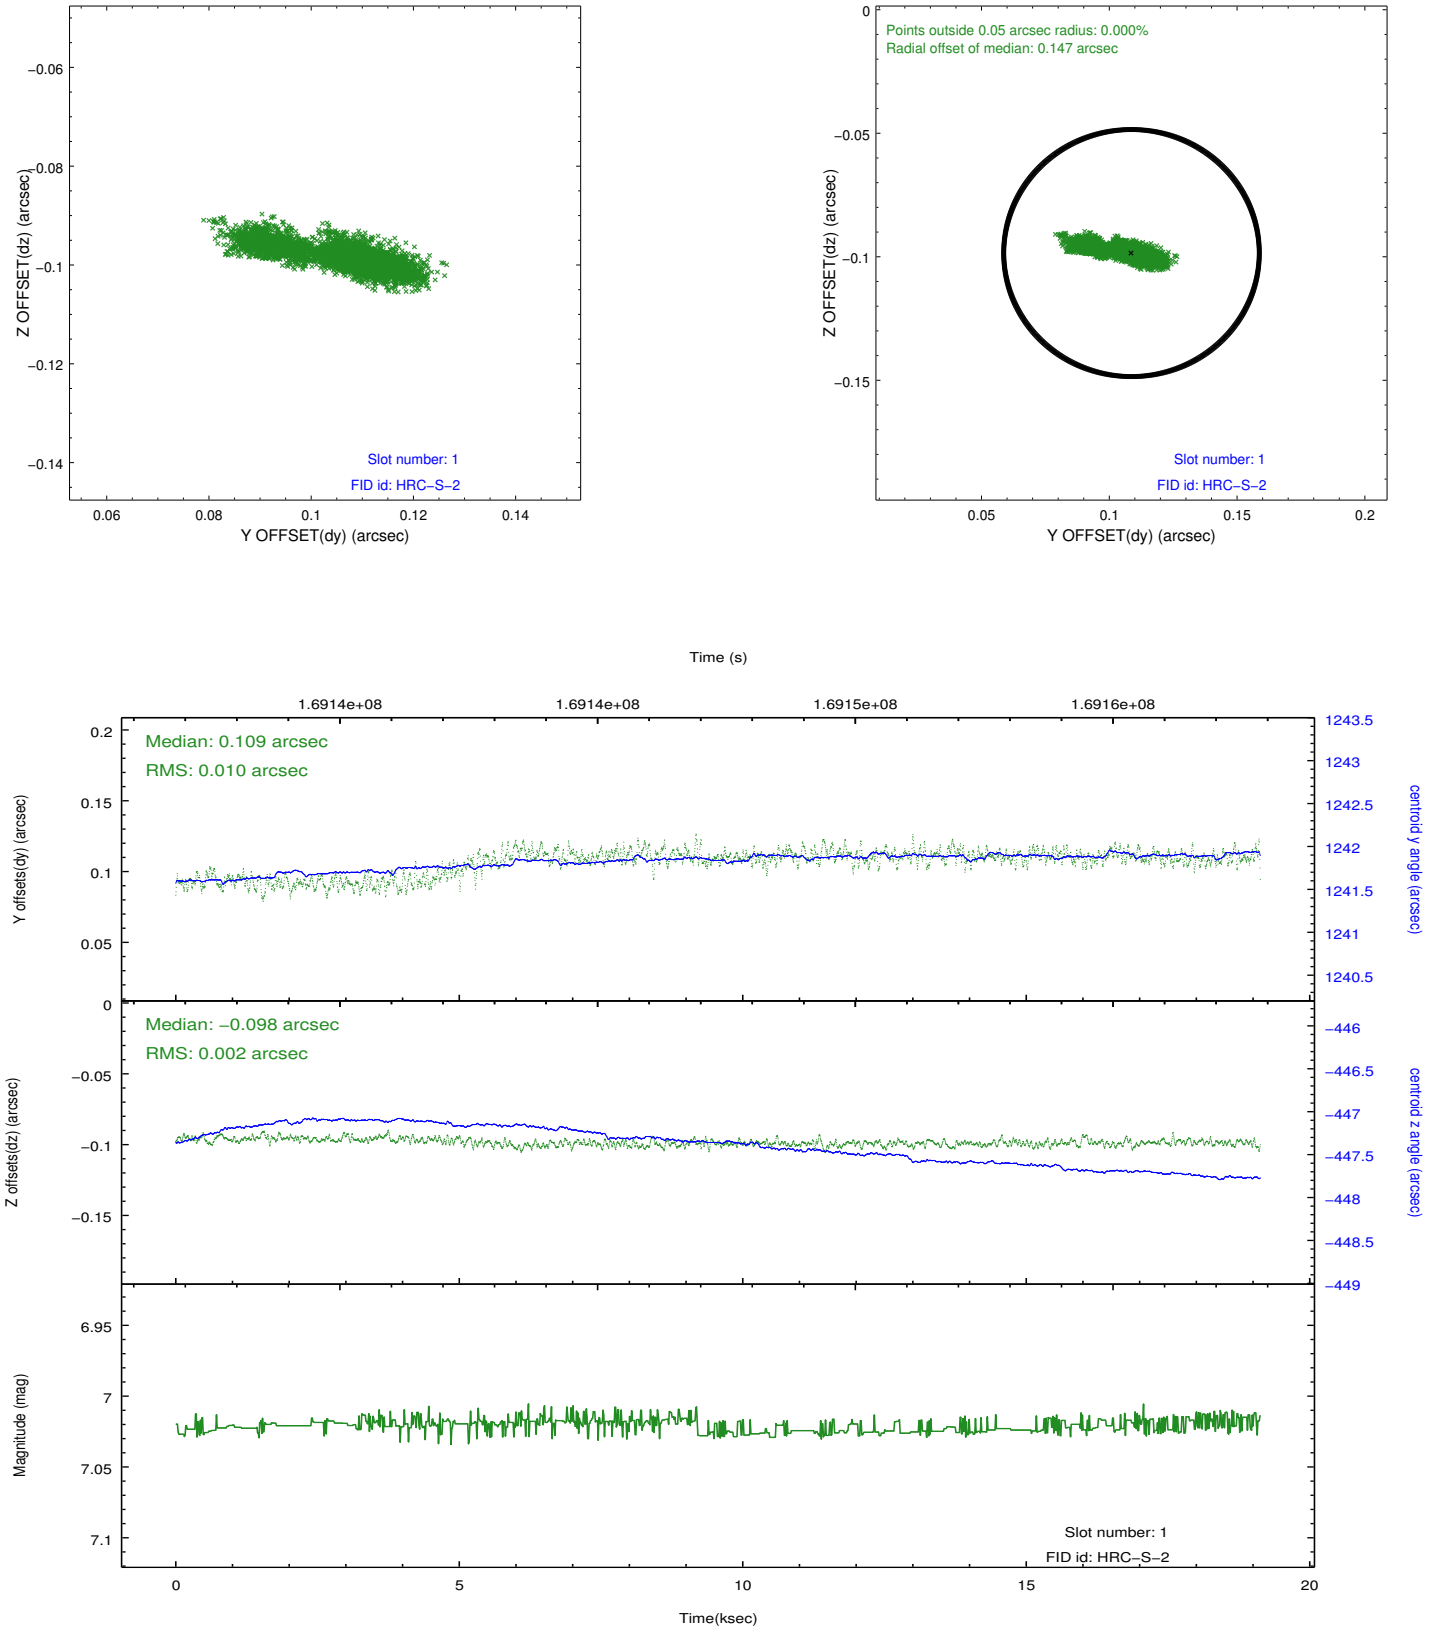 −0.06
−0.08
−0.1
−0.12
−0.14
Z OFFSET(dz) (arcsec)
Slot number: 1
FID id: HRC−S−2
0.06 0.08 0.1 0.12 0.14
Y OFFSET(dy) (arcsec)
Points outside 0.05 arcsec radius: 0.000%
Radial offset of median: 0.147 arcsec
0
−0.05
−0.1
−0.15
Z OFFSET(dz) (arcsec)
Slot number: 1
FID id: HRC−S−2
0.05 0.1 0.15 0.2
Y OFFSET(dy) (arcsec)
Time (s)
1.6914e+08 1.6914e+08 1.6915e+08 1.6916e+08
Median: 0.109 arcsec
RMS: 0.010 arcsec
0.2
0.15
0.1
0.05
Y offsets(dy) (arcsec)
1243.5
1243
1242.5
1242
1241.5
1241
1240.5
centroid y angle (arcsec)
Median: −0.098 arcsec
RMS: 0.002 arcsec
0
−0.05
−0.1
−0.15
Z offsets(dz) (arcsec)
−446
−446.5
−447
−447.5
−448
−448.5
−449
centroid z angle (arcsec)
6.95
7
7.05
7.1
Magnitude (mag)
Slot number: 1
FID id: HRC−S−2
0 5 10 15 20
Time(ksec)